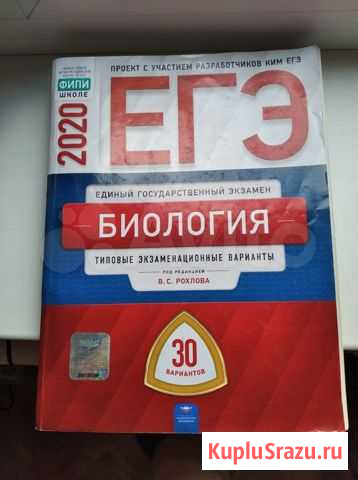 ПРОЕКТ С УЧАСТИЕМ РАЗРАБОТЧИКОВ КИМ ЕГЭ
ФИПИ
ШКОЛЕ
2020
ЕГЭ
ЕДИНЫЙ ГОСУДАРСТВЕННЫЙ ЭКЗАМЕН
БИОЛОГИЯ
ТИПОВЫЕ ЭКЗАМЕНАЦИОННЫЕ ВАРИАНТЫ
ПОД РЕДАКЦИЕЙ
В.С. РОХЛОВА
30
ВАРИАНТОВ
KupluSrazu.ru